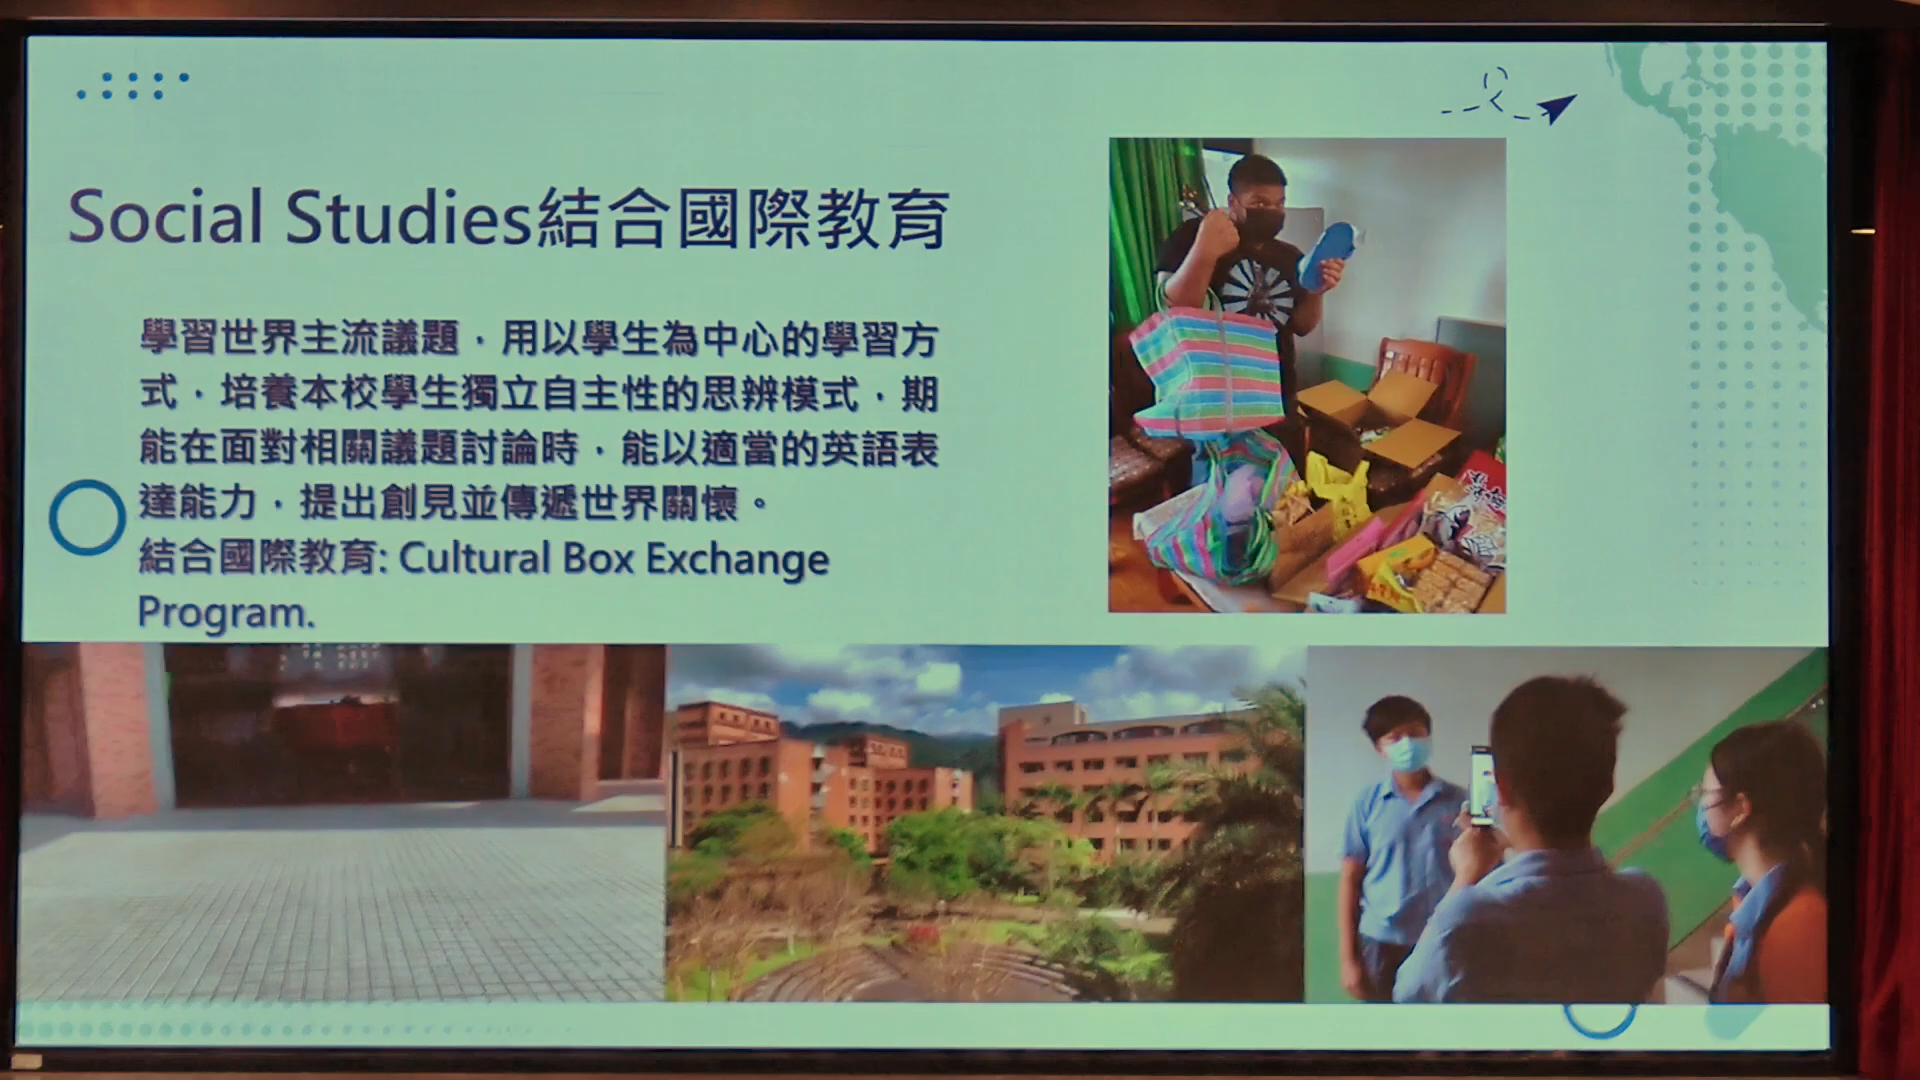 Social Studies結合國際教育
學習世界主流議題，用以學生為中心的學習方
式，培養本校學生獨立自主性的思辨模式，期
能在面對相關議題討論時，能以適當的英語表
達能力，提出創見並傳遞世界關懷。
結合國際教育: Cultural Box Exchange
Program.